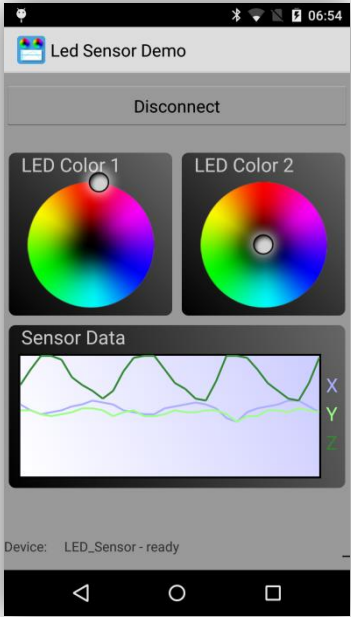 06:54
Led Sensor Demo
Disconnect
LED Color 1
LED Color 2
Sensor Data
X
Y
Z
Device: LED_Sensor - ready